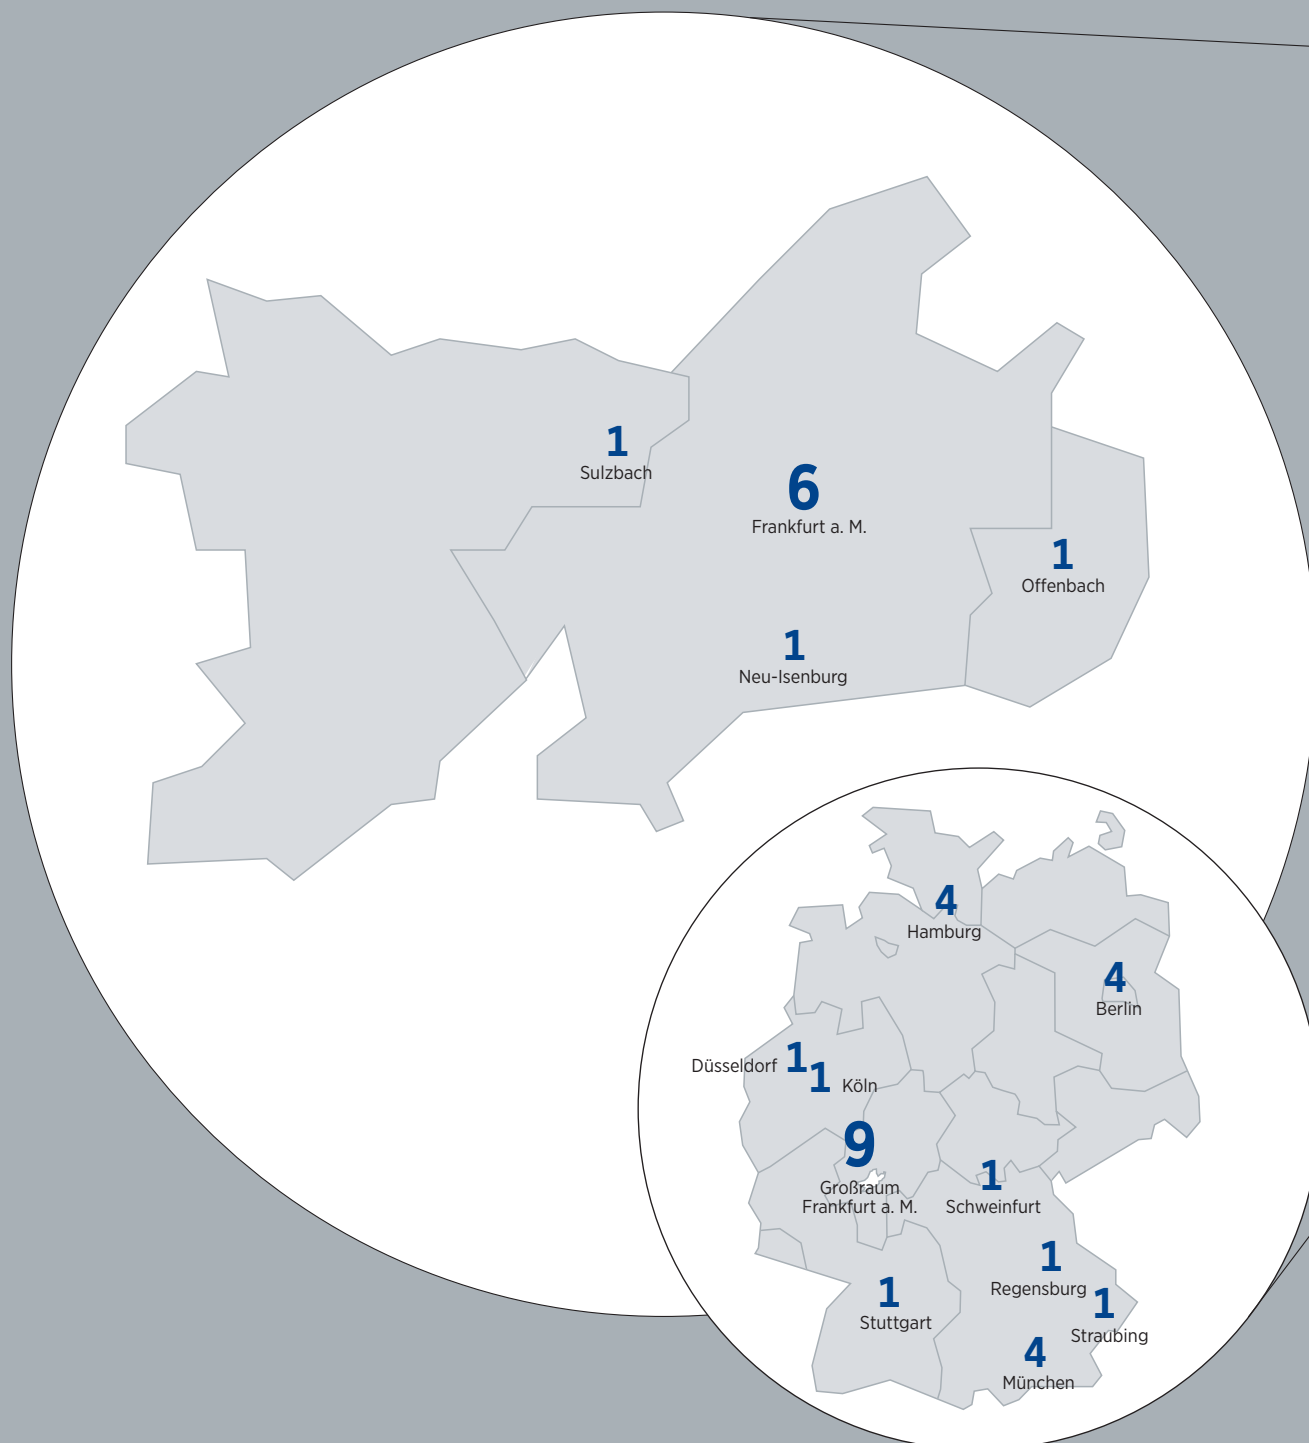 1
Sulzbach
6
Frankfurt a. M.
1
Offenbach
1
Neu-Isenburg
4
Hamburg
4
Berlin
Düsseldorf 1
1 Köln
9
Großraum
Frankfurt a. M.
1
Schweinfurt
1
Regensburg
1
Straubing
1
Stuttgart
4
München